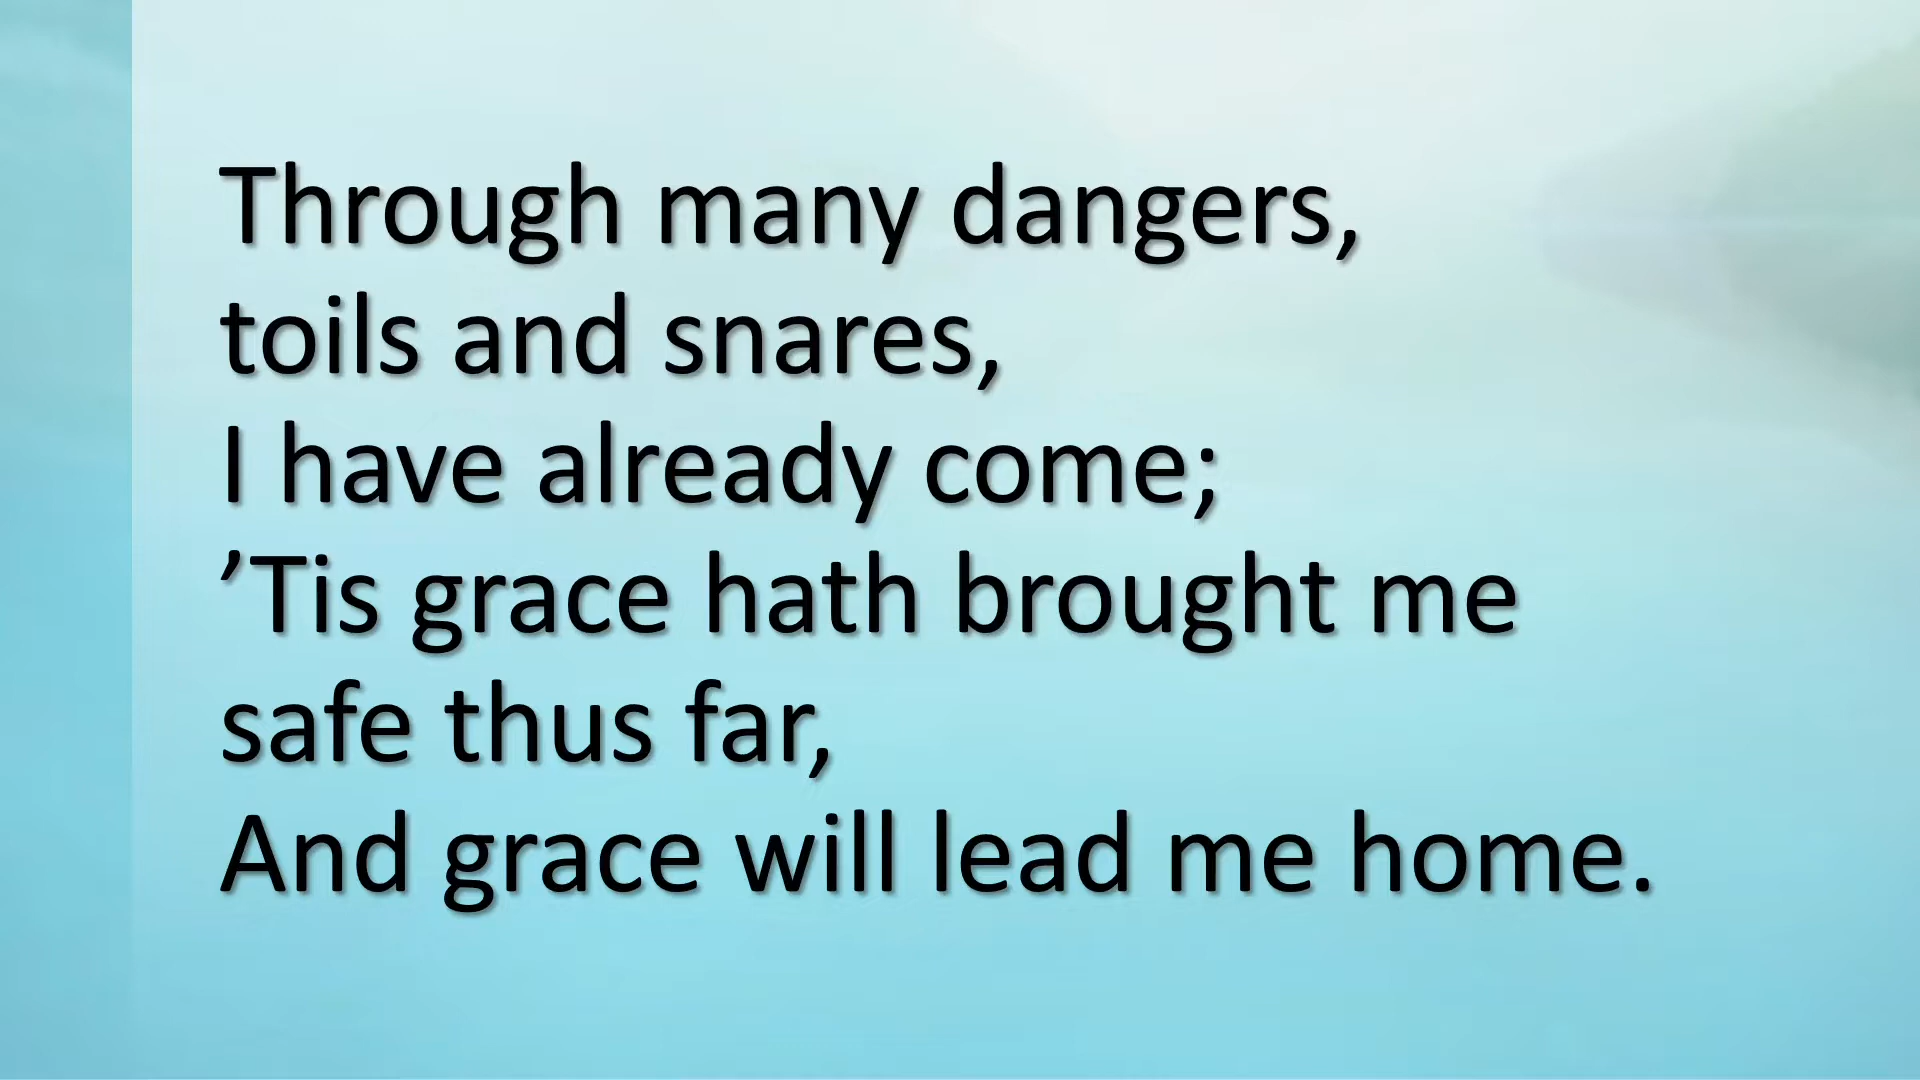 Through many dangers,
toils and snares,
I have already come;
’Tis grace hath brought me
safe thus far,
And grace will lead me home.